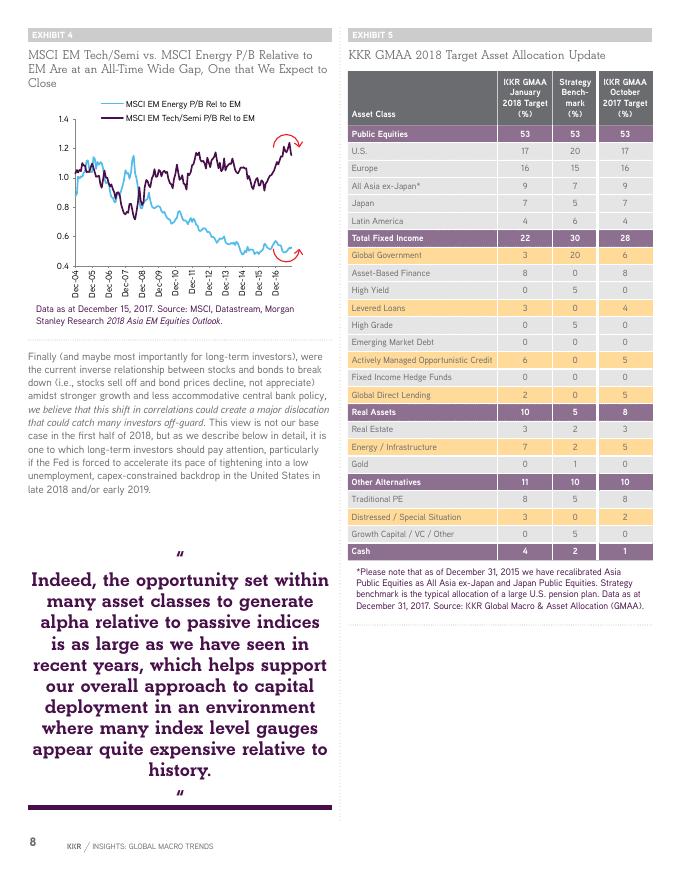 EXHIBIT 4
MSCI EM Tech/Semi vs. MSCI Energy P/B Relative to
EM Are at an All-Time Wide Gap, One that We Expect to
Close
MSCI EM Energy P/B Rel to EM
MSCI EM Tech/Semi P/B Rel to EM
1.4
1.2
1.0
0.8
0.6
0.4
Dec-04
Dec-05
Dec-06
Dec-07
Dec-08
Dec-09
Dec-10
Dec-11
Dec-12
Dec-13
Dec-14
Dec-15
Dec-16
Data as at December 15, 2017. Source: MSCI, Datastream, Morgan
Stanley Research 2018 Asia EM Equities Outlook.
Finally (and maybe most importantly for long-term investors), were
the current inverse relationship between stocks and bonds to break
down (i.e., stocks sell off and bond prices decline, not appreciate)
amidst stronger growth and less accommodative central bank policy,
we believe that this shift in correlations could create a major dislocation
that could catch many investors off-guard. This view is not our base
case in the first half of 2018, but as we describe below in detail, it is
one to which long-term investors should pay attention, particularly
if the Fed is forced to accelerate its pace of tightening into a low
unemployment, capex-constrained backdrop in the United States in
late 2018 and/or early 2019.
“
Indeed, the opportunity set within
many asset classes to generate
alpha relative to passive indices
is as large as we have seen in
recent years, which helps support
our overall approach to capital
deployment in an environment
where many index level gauges
appear quite expensive relative to
history.
“
EXHIBIT 5
KKR GMAA 2018 Target Asset Allocation Update
Asset Class
KKR GMAA
January
2018 Target
(%)
Strategy
Bench-
mark
(%)
KKR GMAA
October
2017 Target
(%)
Public Equities 53 53 53
U.S. 17 20 17
Europe 16 15 16
All Asia ex-Japan* 9 7 9
Japan 7 5 7
Latin America 4 6 4
Total Fixed Income 22 30 28
Global Government 3 20 6
Asset-Based Finance 8 0 8
High Yield 0 5 0
Levered Loans 3 0 4
High Grade 0 5 0
Emerging Market Debt 0 0 0
Actively Managed Opportunistic Credit 6 0 5
Fixed Income Hedge Funds 0 0 0
Global Direct Lending 2 0 5
Real Assets 10 5 8
Real Estate 3 2 3
Energy / Infrastructure 7 2 5
Gold 0 1 0
Other Alternatives 11 10 10
Traditional PE 8 5 8
Distressed / Special Situation 3 0 2
Growth Capital / VC / Other 0 5 0
Cash 4 2 1
*Please note that as of December 31, 2015 we have recalibrated Asia
Public Equities as All Asia ex-Japan and Japan Public Equities. Strategy
benchmark is the typical allocation of a large U.S. pension plan. Data as at
December 31, 2017. Source: KKR Global Macro & Asset Allocation (GMAA).
8 KKR / INSIGHTS: GLOBAL MACRO TRENDS